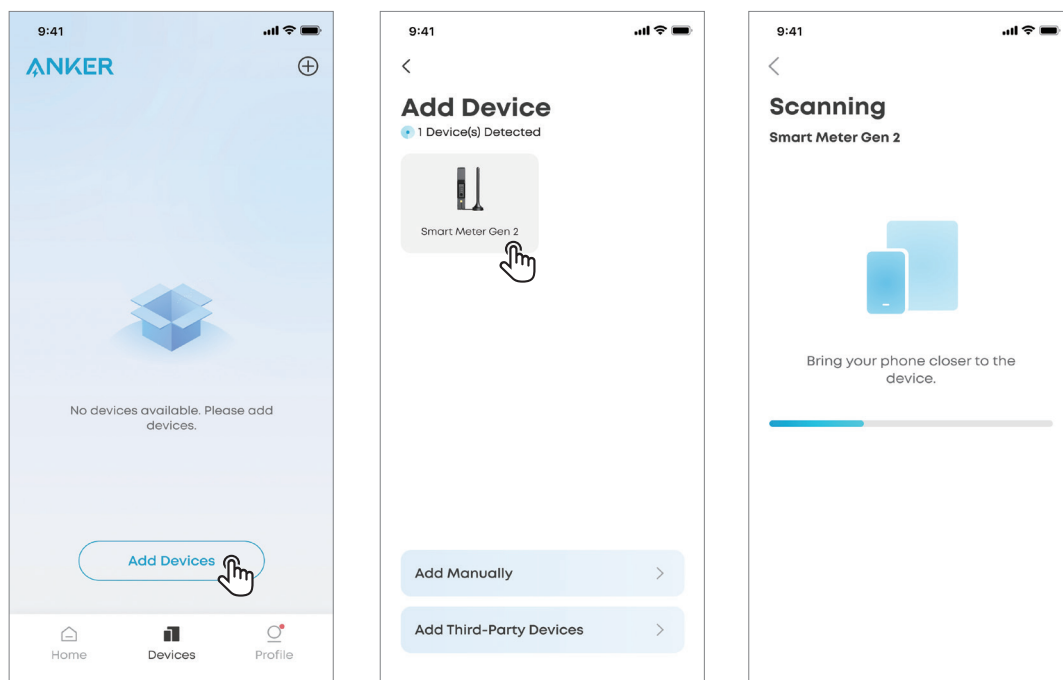 9:41
ANKER
No devices available. Please add
devices.
Add Devices
Home
Devices
Profile
9:41
Add Device
1 Device(s) Detected
Smart Meter Gen 2
Add Manually
Add Third-Party Devices
9:41
Scanning
Smart Meter Gen 2
Bring your phone closer to the
device.